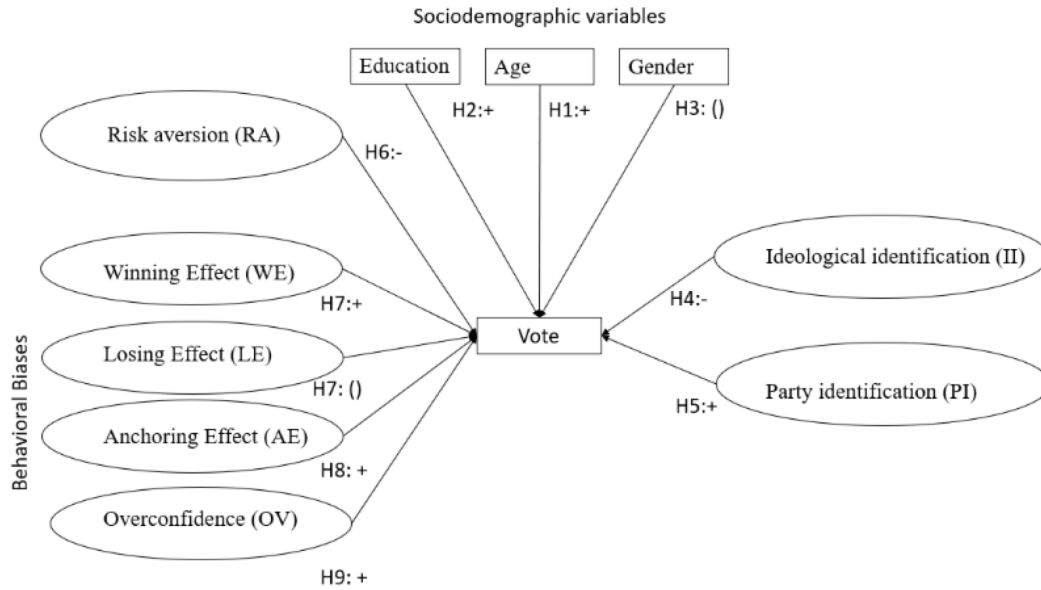 Sociodemographic variables
Education
Age
Gender
H2:+
H1:+
H3: ()
Risk aversion (RA)
H6:-
Winning Effect (WE)
H7:+
Losing Effect (LE)
H7: ()
Anchoring Effect (AE)
H8: +
Overconfidence (OV)
H9: +
Behavioral Biases
Vote
Ideological identification (II)
H4:-
Party identification (PI)
H5:+